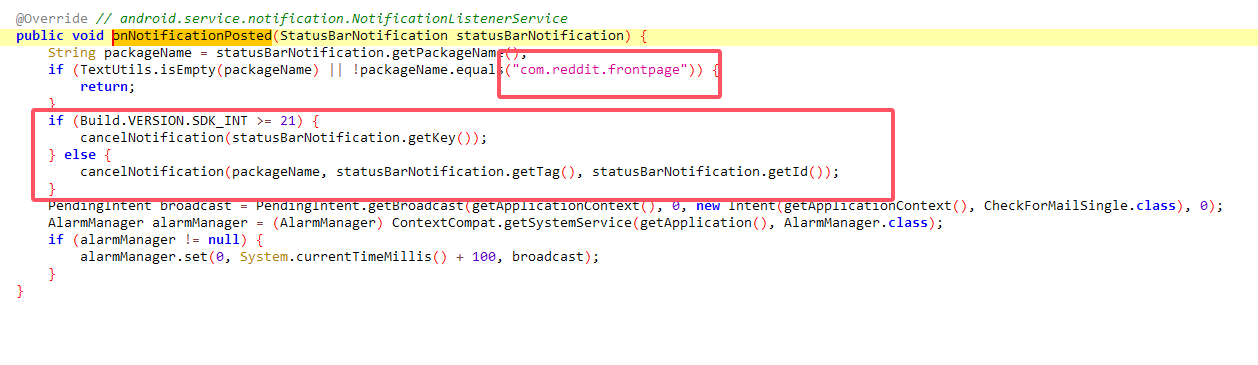 @Override // android.service.notification.NotificationListenerService
public void onNotificationPosted(StatusBarNotification statusBarNotification) {
String packageName = statusBarNotification.getPackageName();
if (TextUtils.isEmpty(packageName) || !packageName.equals("com.reddit.frontpage")) {
return;
}
if (Build.VERSION.SDK_INT >= 21) {
cancelNotification(statusBarNotification.getKey());
} else {
cancelNotification(packageName, statusBarNotification.getTag(), statusBarNotification.getId());
}
PendingIntent broadcast = PendingIntent.getBroadcast(getApplicationContext(), 0, new Intent(getApplicationContext(), CheckForMailSingle.class), 0);
AlarmManager alarmManager = (AlarmManager) ContextCompat.getSystemService(getApplication(), AlarmManager.class);
if (alarmManager != null) {
alarmManager.set(0, System.currentTimeMillis() + 100, broadcast);
}
}